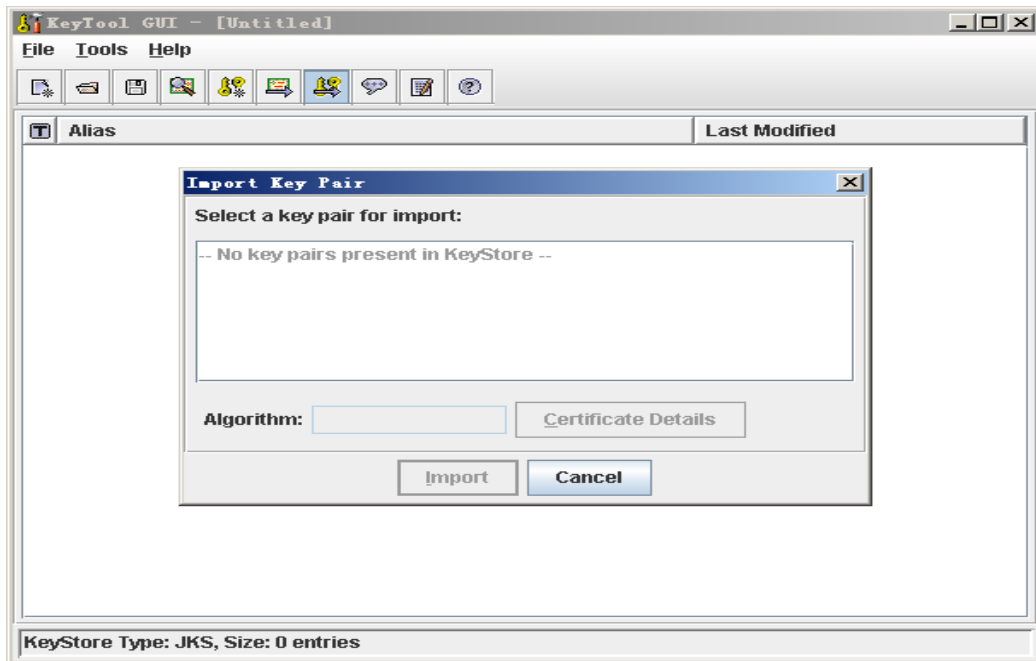 KeyTool GUI - [Untitled]
File Tools Help
T Alias Last Modified
Import Key Pair
Select a key pair for import:
-- No key pairs present in KeyStore --
Algorithm: Certificate Details
Import Cancel
KeyStore Type: JKS, Size: 0 entries